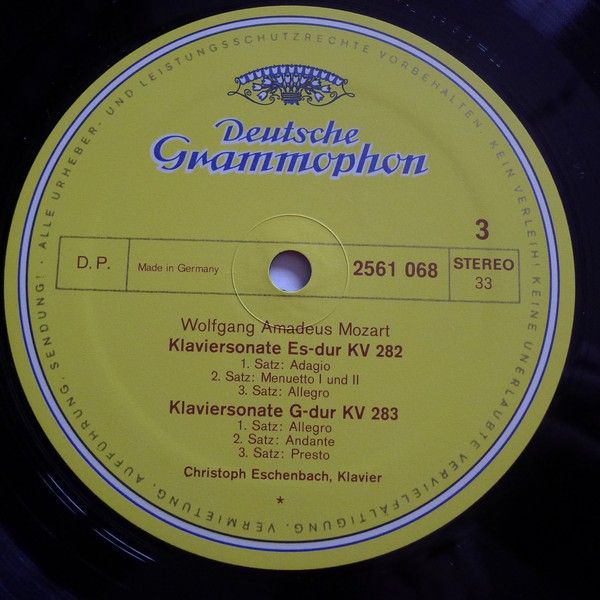 ALLE URHEBER- UND LEISTUNGSSCHUTZRECHTE VORBEHALTEN. KEIN VERLEIH! KEINE UNERLAUBTE VERVIELFÄLTIGUNG, VERMIETUNG, AUFFÜHRUNG, SENDUNG!
Deutsche
Grammophon
3
D.P.
Made in Germany
2561 068
STEREO
33
Wolfgang Amadeus Mozart
Klaviersonate Es-dur KV 282
1. Satz: Adagio
2. Satz: Menuetto I und II
3. Satz: Allegro
Klaviersonate G-dur KV 283
1. Satz: Allegro
2. Satz: Andante
3. Satz: Presto
Christoph Eschenbach, Klavier
*